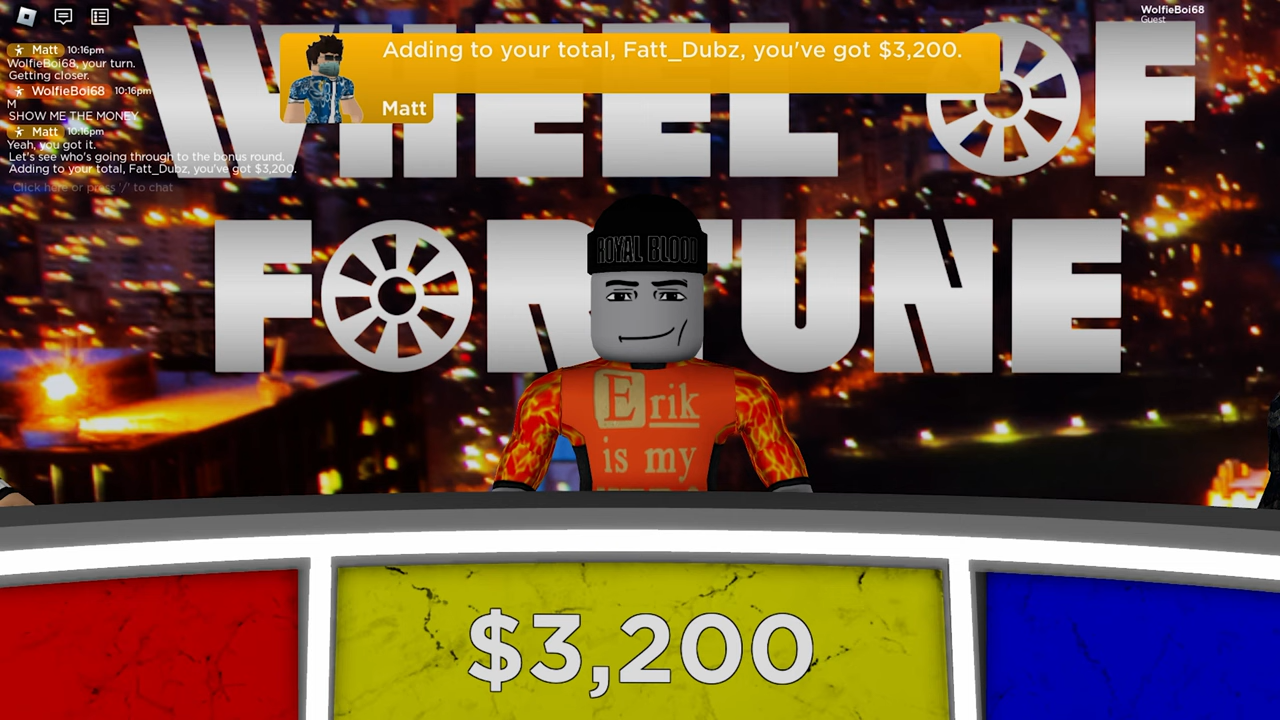 WolfieBoi68
Guest
Adding to your total, Fatt_Dubz, you've got $3,200.
Matt
Matt 10:16pm
WolfieBoi68, your turn.
Getting closer.
WolfieBoi68 10:16pm
M
SHOW ME THE MONEY
Matt 10:16pm
Yeah, you got it.
Let's see who's going through to the bonus round.
Adding to your total, Fatt_Dubz, you've got $3,200.
Click here or press '/' to chat
WHEEL OF
FORTUNE
ROYAL BLOOD
Erik
is my
$3,200